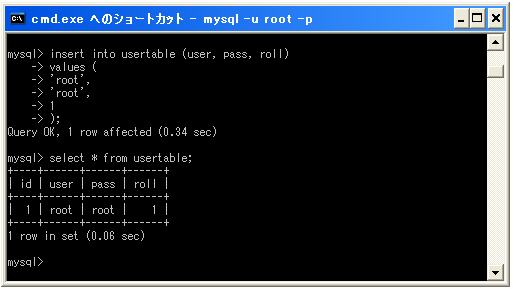 cmd.exe へのショートカット - mysql -u root -p
mysql> insert into usertable (user, pass, roll)
    -> values (
    -> 'root',
    -> 'root',
    -> 1
    -> );
Query OK, 1 row affected (0.34 sec)

mysql> select * from usertable;
+----+------+------+------+
| id | user | pass | roll |
+----+------+------+------+
|  1 | root | root |    1 |
+----+------+------+------+
1 row in set (0.06 sec)

mysql>